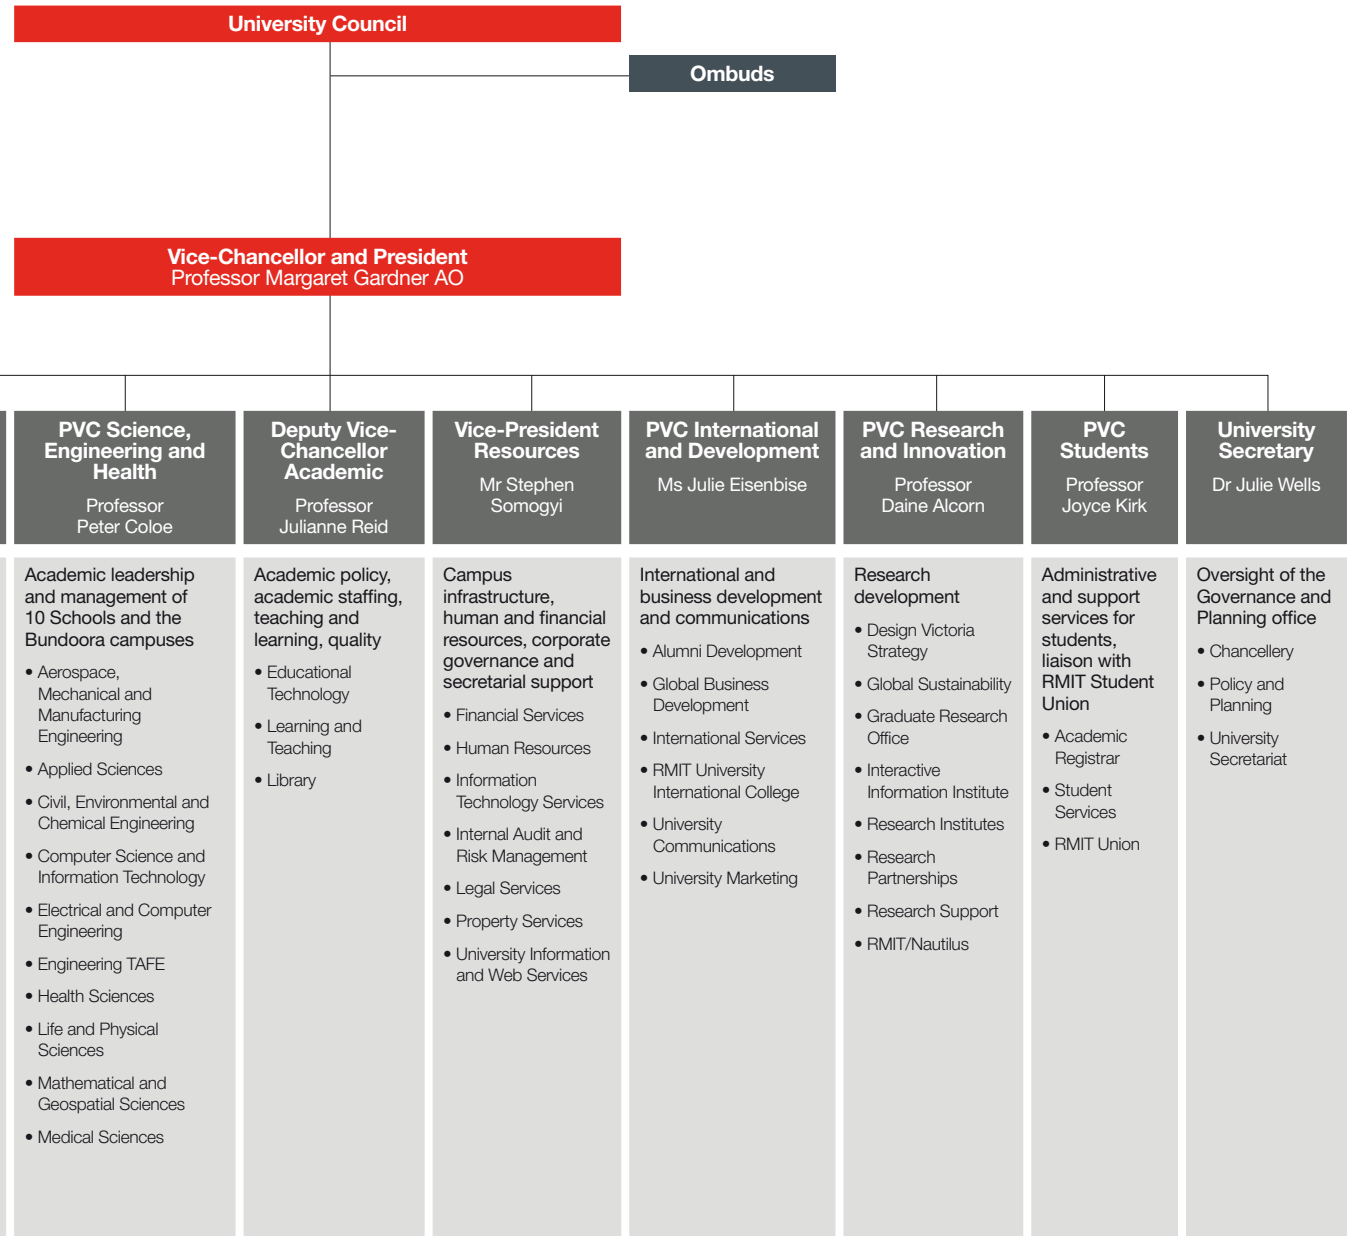 University Council
Ombuds
Vice-Chancellor and President
Professor Margaret Gardner AO
PVC Science,
Engineering and
Health
Professor
Peter Coloe
Academic leadership
and management of
10 Schools and the
Bundoora campuses
• Aerospace,
Mechanical and
Manufacturing
Engineering
• Applied Sciences
• Civil, Environmental and
Chemical Engineering
• Computer Science and
Information Technology
• Electrical and Computer
Engineering
• Engineering TAFE
• Health Sciences
• Life and Physical
Sciences
• Mathematical and
Geospatial Sciences
• Medical Sciences
Deputy Vice-
Chancellor
Academic
Professor
Julianne Reid
Academic policy,
academic staffing,
teaching and
learning, quality
• Educational
Technology
• Learning and
Teaching
• Library
Vice-President
Resources
Mr Stephen
Somogyi
Campus
infrastructure,
human and financial
resources, corporate
governance and
secretarial support
• Financial Services
• Human Resources
• Information
Technology Services
• Internal Audit and
Risk Management
• Legal Services
• Property Services
• University Information
and Web Services
PVC International
and Development
Ms Julie Eisenbise
International and
business development
and communications
• Alumni Development
• Global Business
Development
• International Services
• RMIT University
International College
• University
Communications
• University Marketing
PVC Research
and Innovation
Professor
Daine Alcorn
Research
development
• Design Victoria
Strategy
• Global Sustainability
• Graduate Research
Office
• Interactive
Information Institute
• Research Institutes
• Research
Partnerships
• Research Support
• RMIT/Nautilus
PVC
Students
Professor
Joyce Kirk
Administrative
and support
services for
students,
liaison with
RMIT Student
Union
• Academic
Registrar
• Student
Services
• RMIT Union
University
Secretary
Dr Julie Wells
Oversight of the
Governance and
Planning office
• Chancellery
• Policy and
Planning
• University
Secretariat